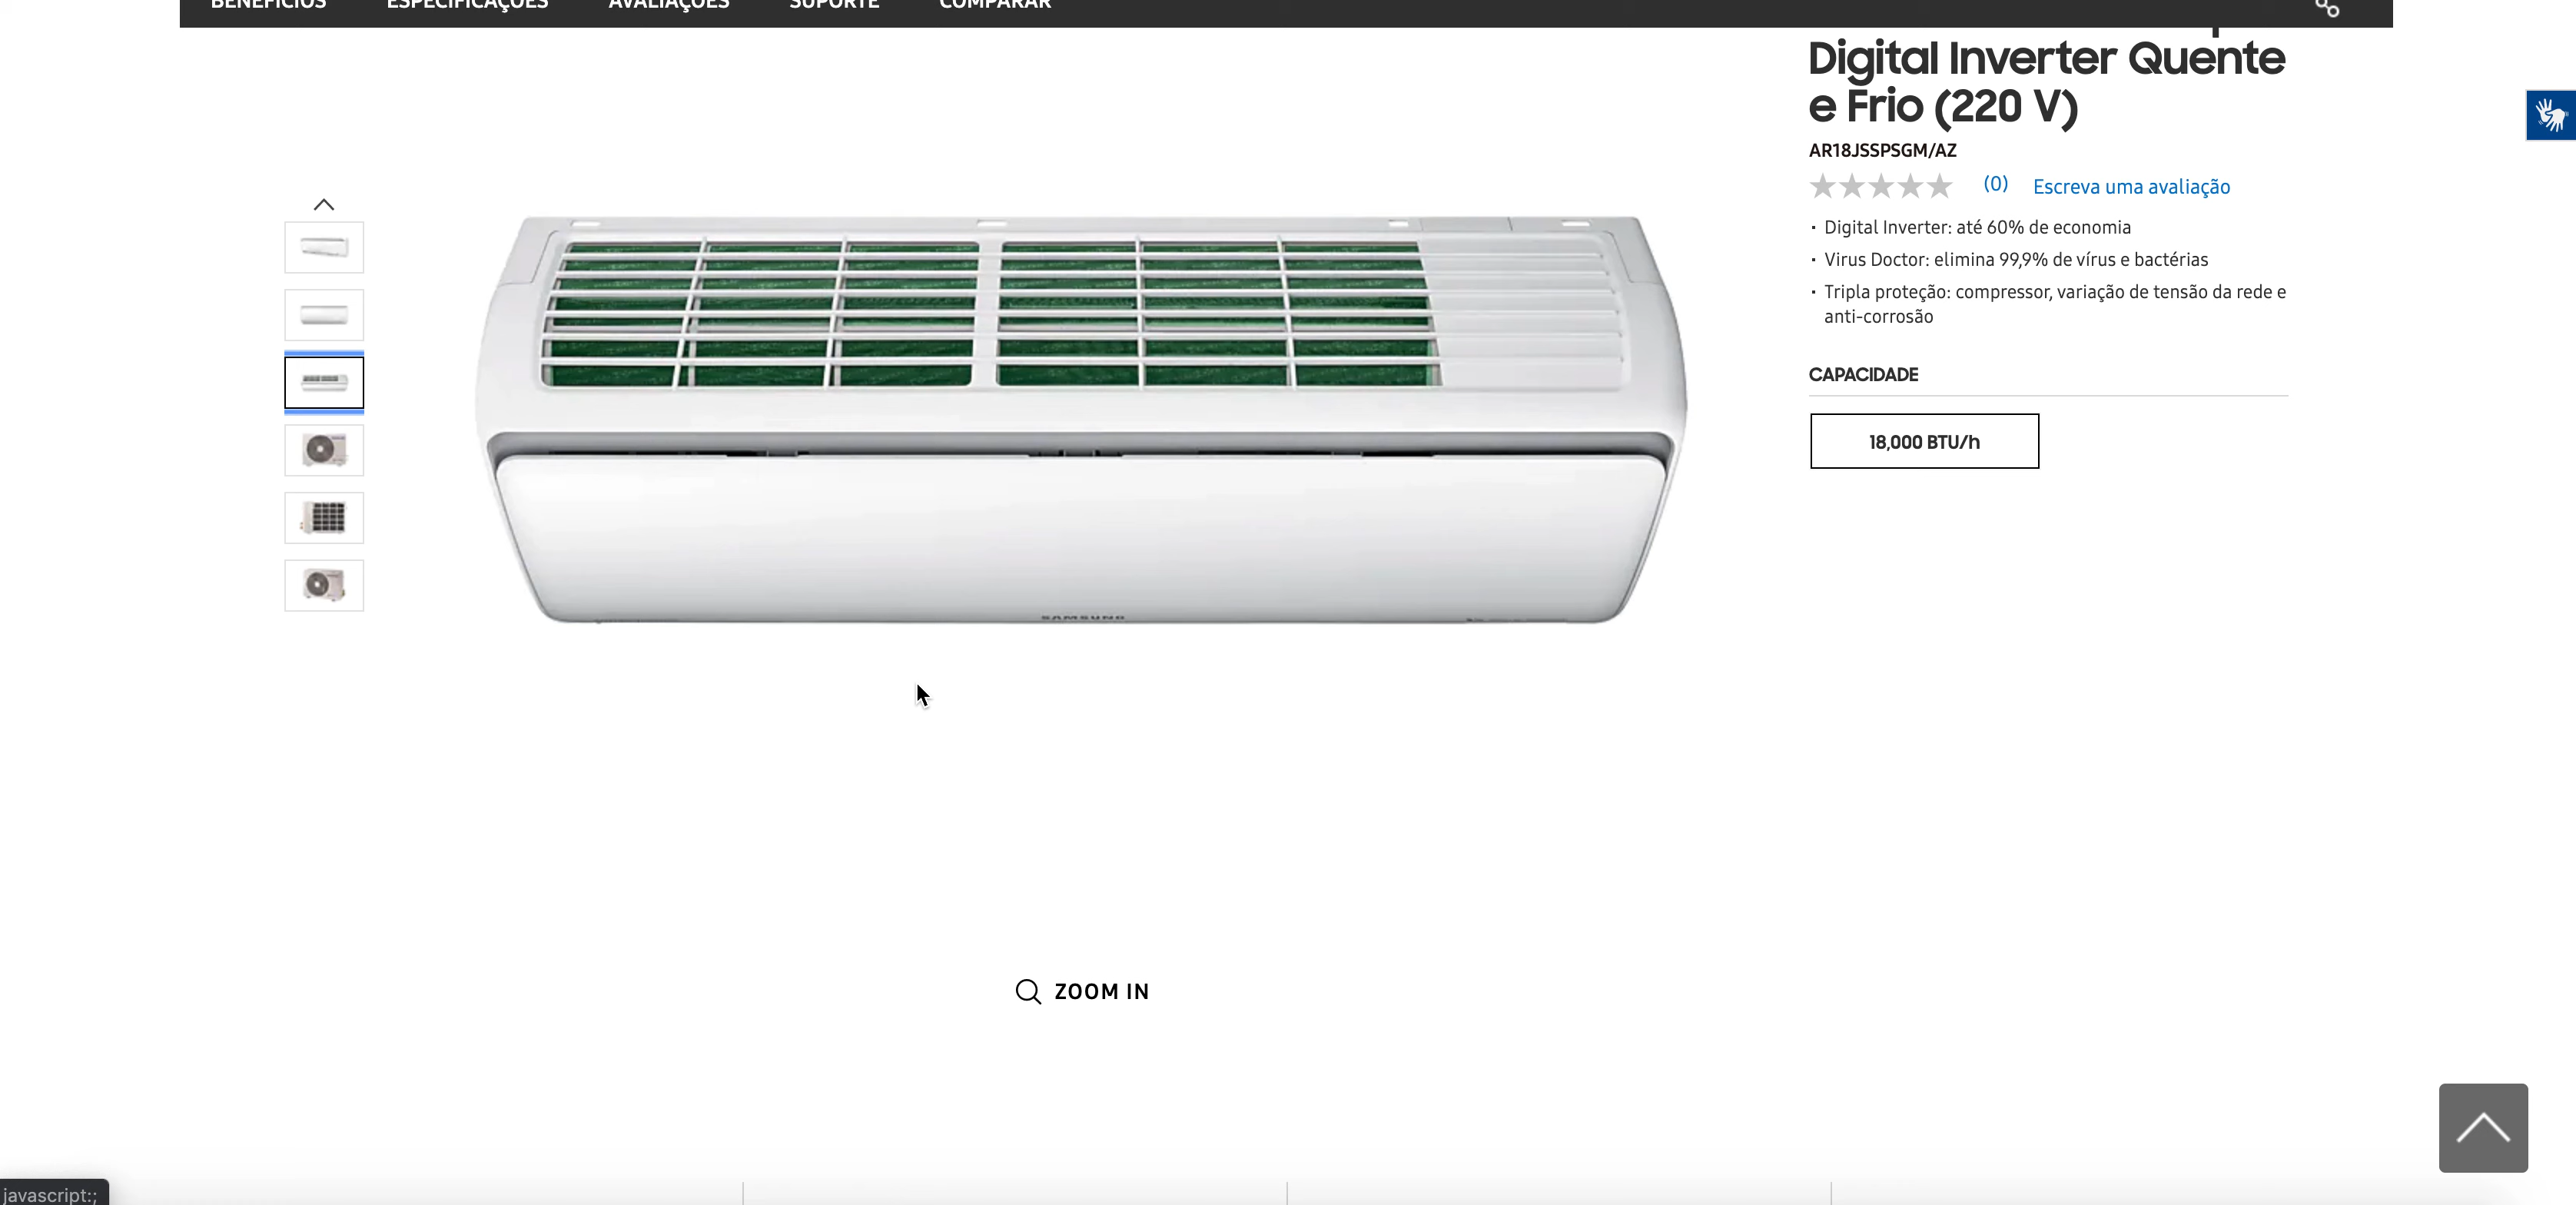 BENEFÍCIOS ESPECIFICAÇÕES AVALIAÇÕES SUPORTE COMPARAR
Digital Inverter Quente
e Frio (220 V)
AR18JSSPSGM/AZ
(0) Escreva uma avaliação
· Digital Inverter: até 60% de economia
· Virus Doctor: elimina 99,9% de vírus e bactérias
· Tripla proteção: compressor, variação de tensão da rede e
anti-corrosão
CAPACIDADE
18,000 BTU/h
SAMSUNG
ZOOM IN
javascript:;